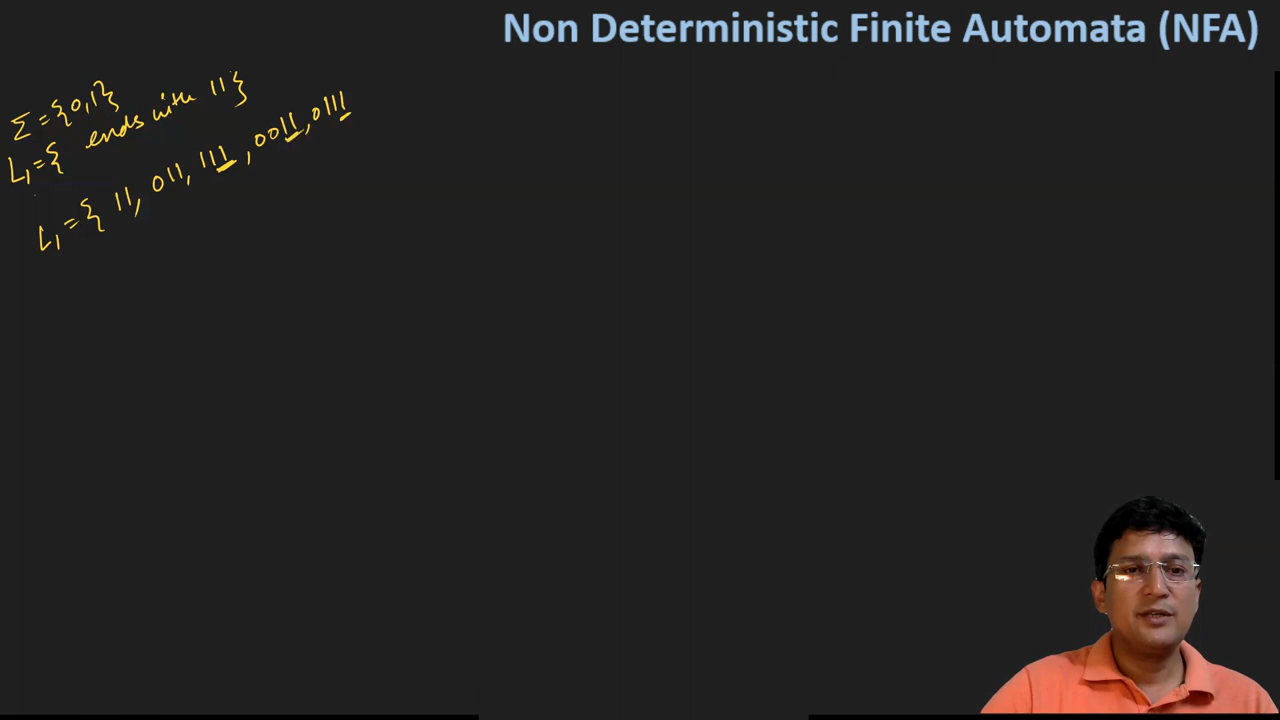 Non Deterministic Finite Automata (NFA)
Σ = {0,1}
L₁ = { ends with 11 }
L₁ = { 11, 011, 111, 0011, 0111